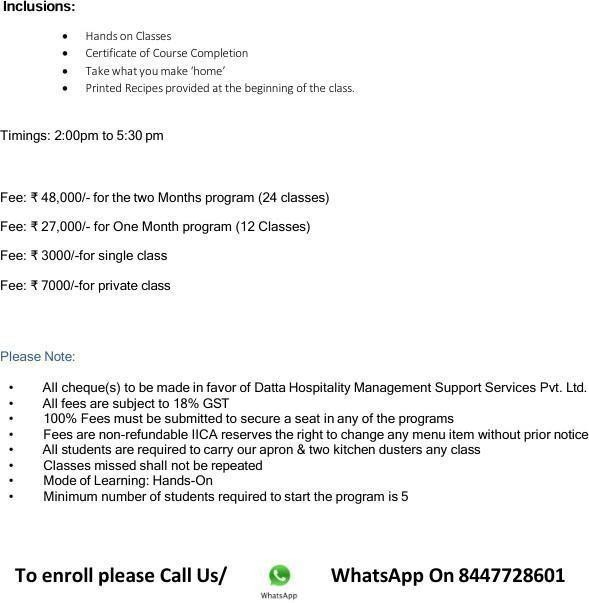 Inclusions:
• Hands on Classes
• Certificate of Course Completion
• Take what you make ‘home’
• Printed Recipes provided at the beginning of the class.
Timings: 2:00pm to 5:30 pm
Fee: ₹ 48,000/- for the two Months program (24 classes)
Fee: ₹ 27,000/- for One Month program (12 Classes)
Fee: ₹ 3000/-for single class
Fee: ₹ 7000/-for private class
Please Note:
• All cheque(s) to be made in favor of Datta Hospitality Management Support Services Pvt. Ltd.
• All fees are subject to 18% GST
• 100% Fees must be submitted to secure a seat in any of the programs
• Fees are non-refundable IICA reserves the right to change any menu item without prior notice
• All students are required to carry our apron & two kitchen dusters any class
• Classes missed shall not be repeated
• Mode of Learning: Hands-On
• Minimum number of students required to start the program is 5
To enroll please Call Us/ WhatsApp On 8447728601
WhatsApp